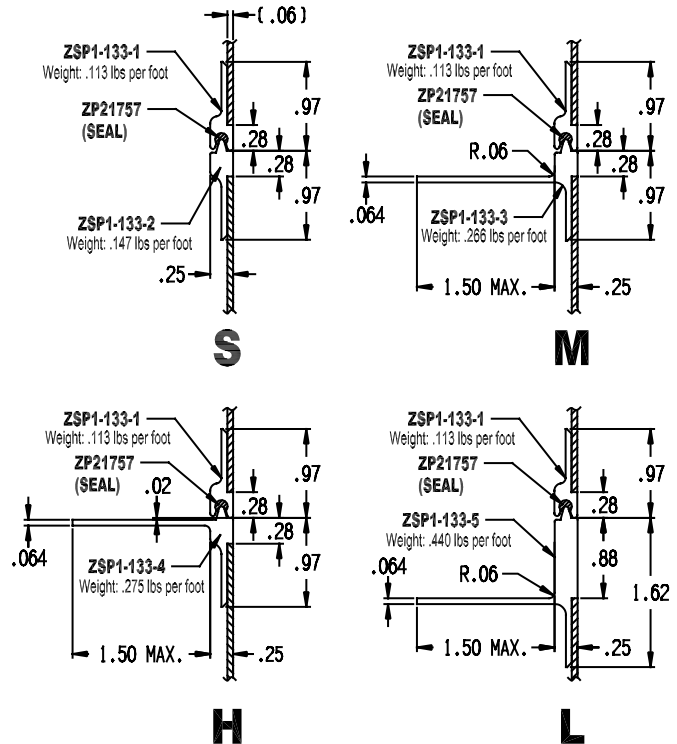 (.06)
ZSP1-133-1
Weight: .113 lbs per foot
ZP21757
(SEAL)
.97
.28
.28
.97
ZSP1-133-2
Weight: .147 lbs per foot
.25
S
ZSP1-133-1
Weight: .113 lbs per foot
ZP21757
(SEAL)
.97
.28
R.06
.28
.97
.064
ZSP1-133-3
Weight: .266 lbs per foot
1.50 MAX.
.25
M
ZSP1-133-1
Weight: .113 lbs per foot
ZP21757
(SEAL)
.97
.02
.28
.28
.064
ZSP1-133-4
Weight: .275 lbs per foot
.97
1.50 MAX.
.25
H
ZSP1-133-1
Weight: .113 lbs per foot
ZP21757
(SEAL)
.97
.28
ZSP1-133-5
Weight: .440 lbs per foot
.88
.064
R.06
1.62
1.50 MAX.
.25
L